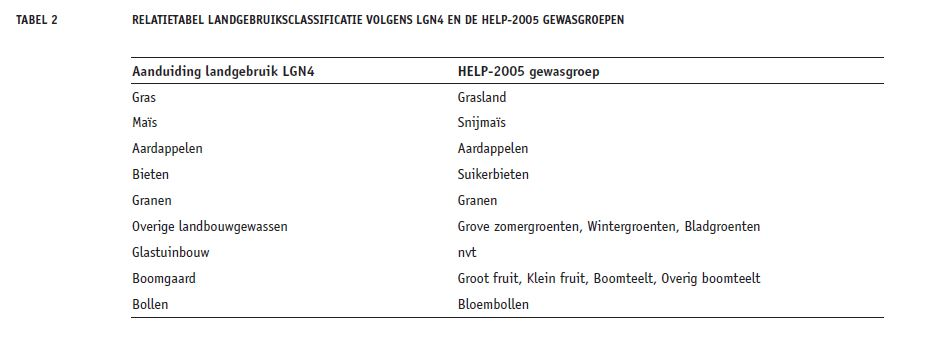 TABEL 2 RELATIETABEL LANDGEBRUIKSCLASSIFICATIE VOLGENS LGN4 EN DE HELP-2005 GEWASGROEPEN
Aanduiding landgebruik LGN4 HELP-2005 gewasgroep
Gras Grasland
Maïs Snijmaïs
Aardappelen Aardappelen
Bieten Suikerbieten
Granen Granen
Overige landbouwgewassen Grove zomergroenten, Wintergroenten, Bladgroenten
Glastuinbouw nvt
Boomgaard Groot fruit, Klein fruit, Boomteelt, Overig boomteelt
Bollen Bloembollen